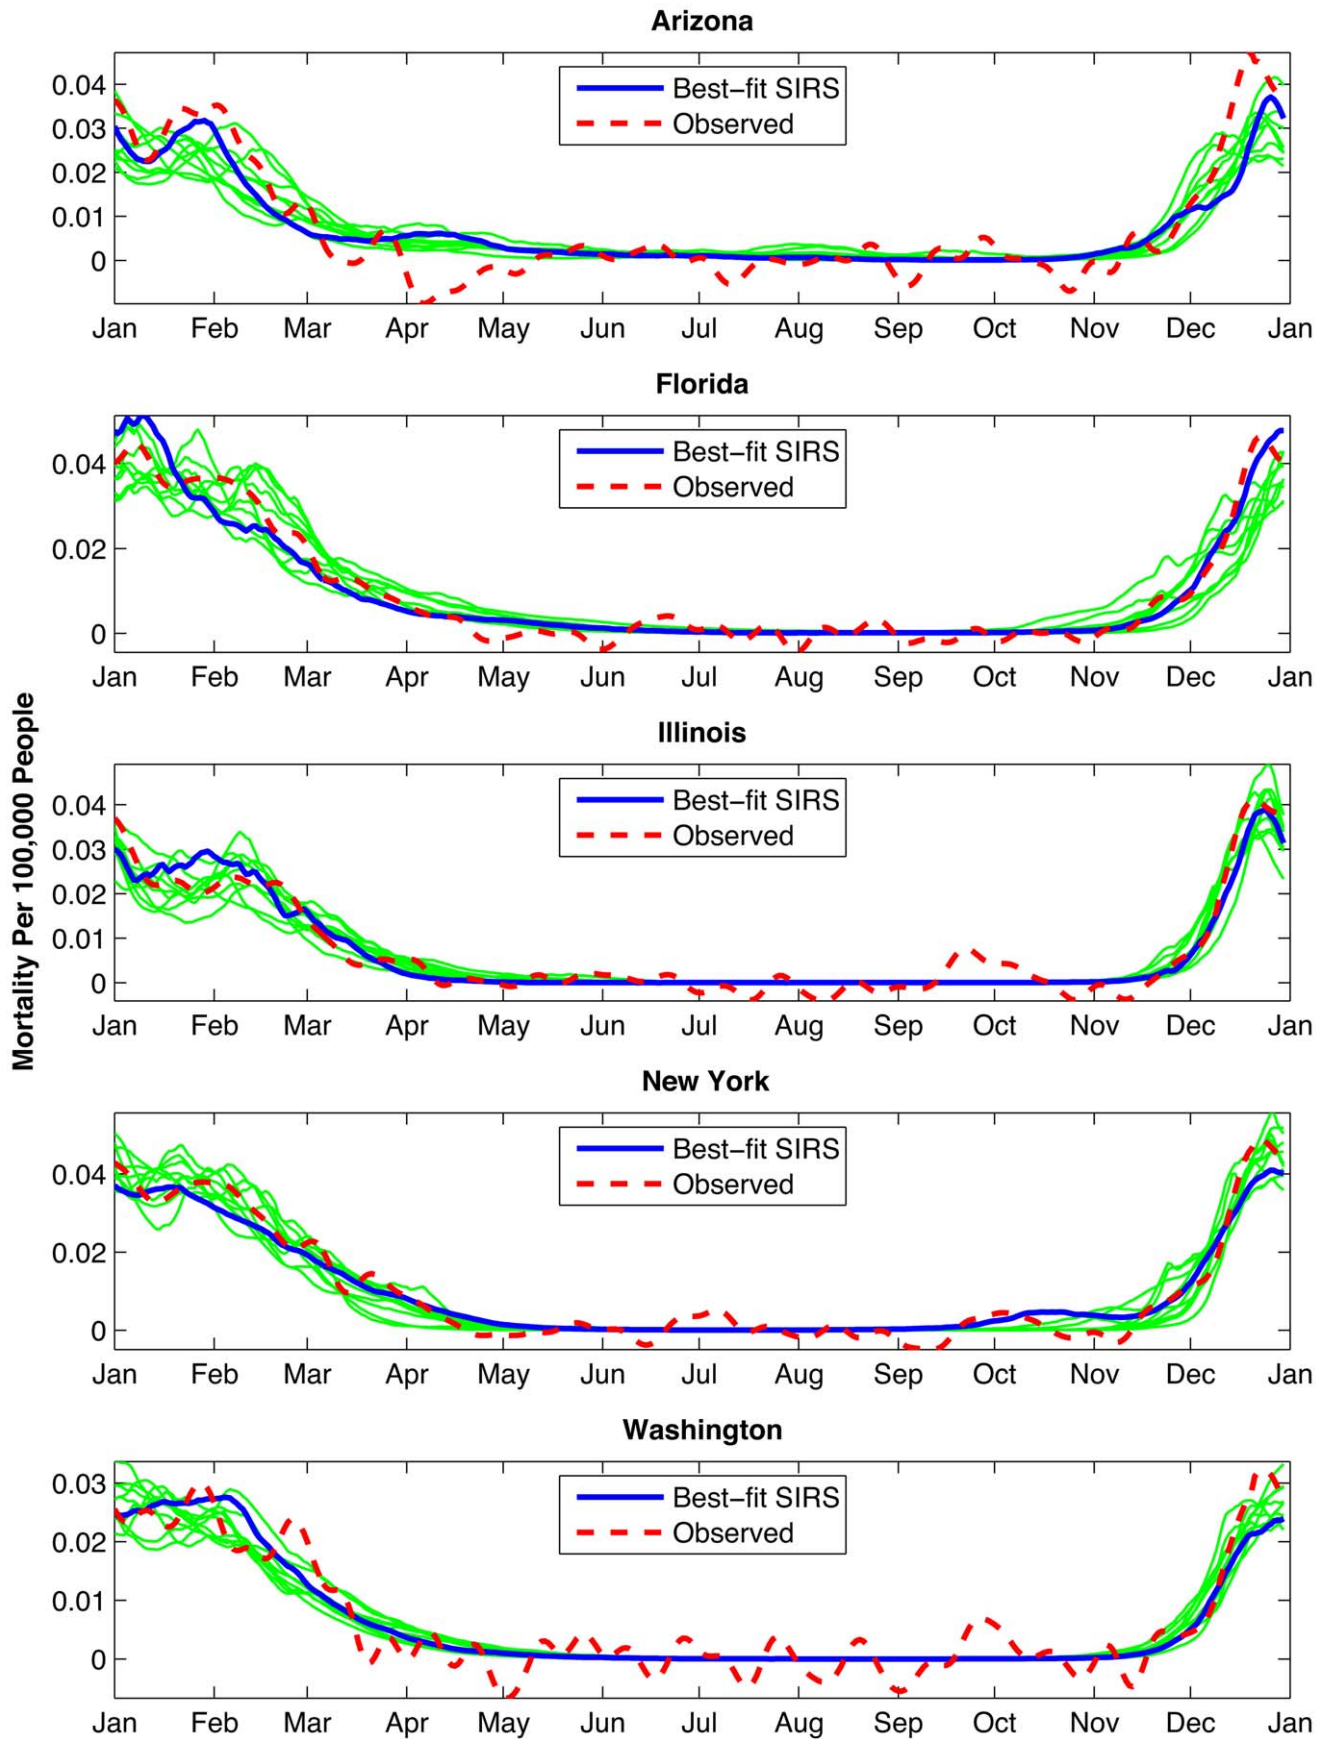 Arizona
0.04
0.03
0.02
0.01
0
Best−fit SIRS
Observed
Jan Feb Mar Apr May Jun Jul Aug Sep Oct Nov Dec Jan
Florida
0.04
0.02
0
Best−fit SIRS
Observed
Jan Feb Mar Apr May Jun Jul Aug Sep Oct Nov Dec Jan
Mortality Per 100,000 People
Illinois
0.04
0.03
0.02
0.01
0
Best−fit SIRS
Observed
Jan Feb Mar Apr May Jun Jul Aug Sep Oct Nov Dec Jan
New York
0.04
0.02
0
Best−fit SIRS
Observed
Jan Feb Mar Apr May Jun Jul Aug Sep Oct Nov Dec Jan
Washington
0.03
0.02
0.01
0
Best−fit SIRS
Observed
Jan Feb Mar Apr May Jun Jul Aug Sep Oct Nov Dec Jan